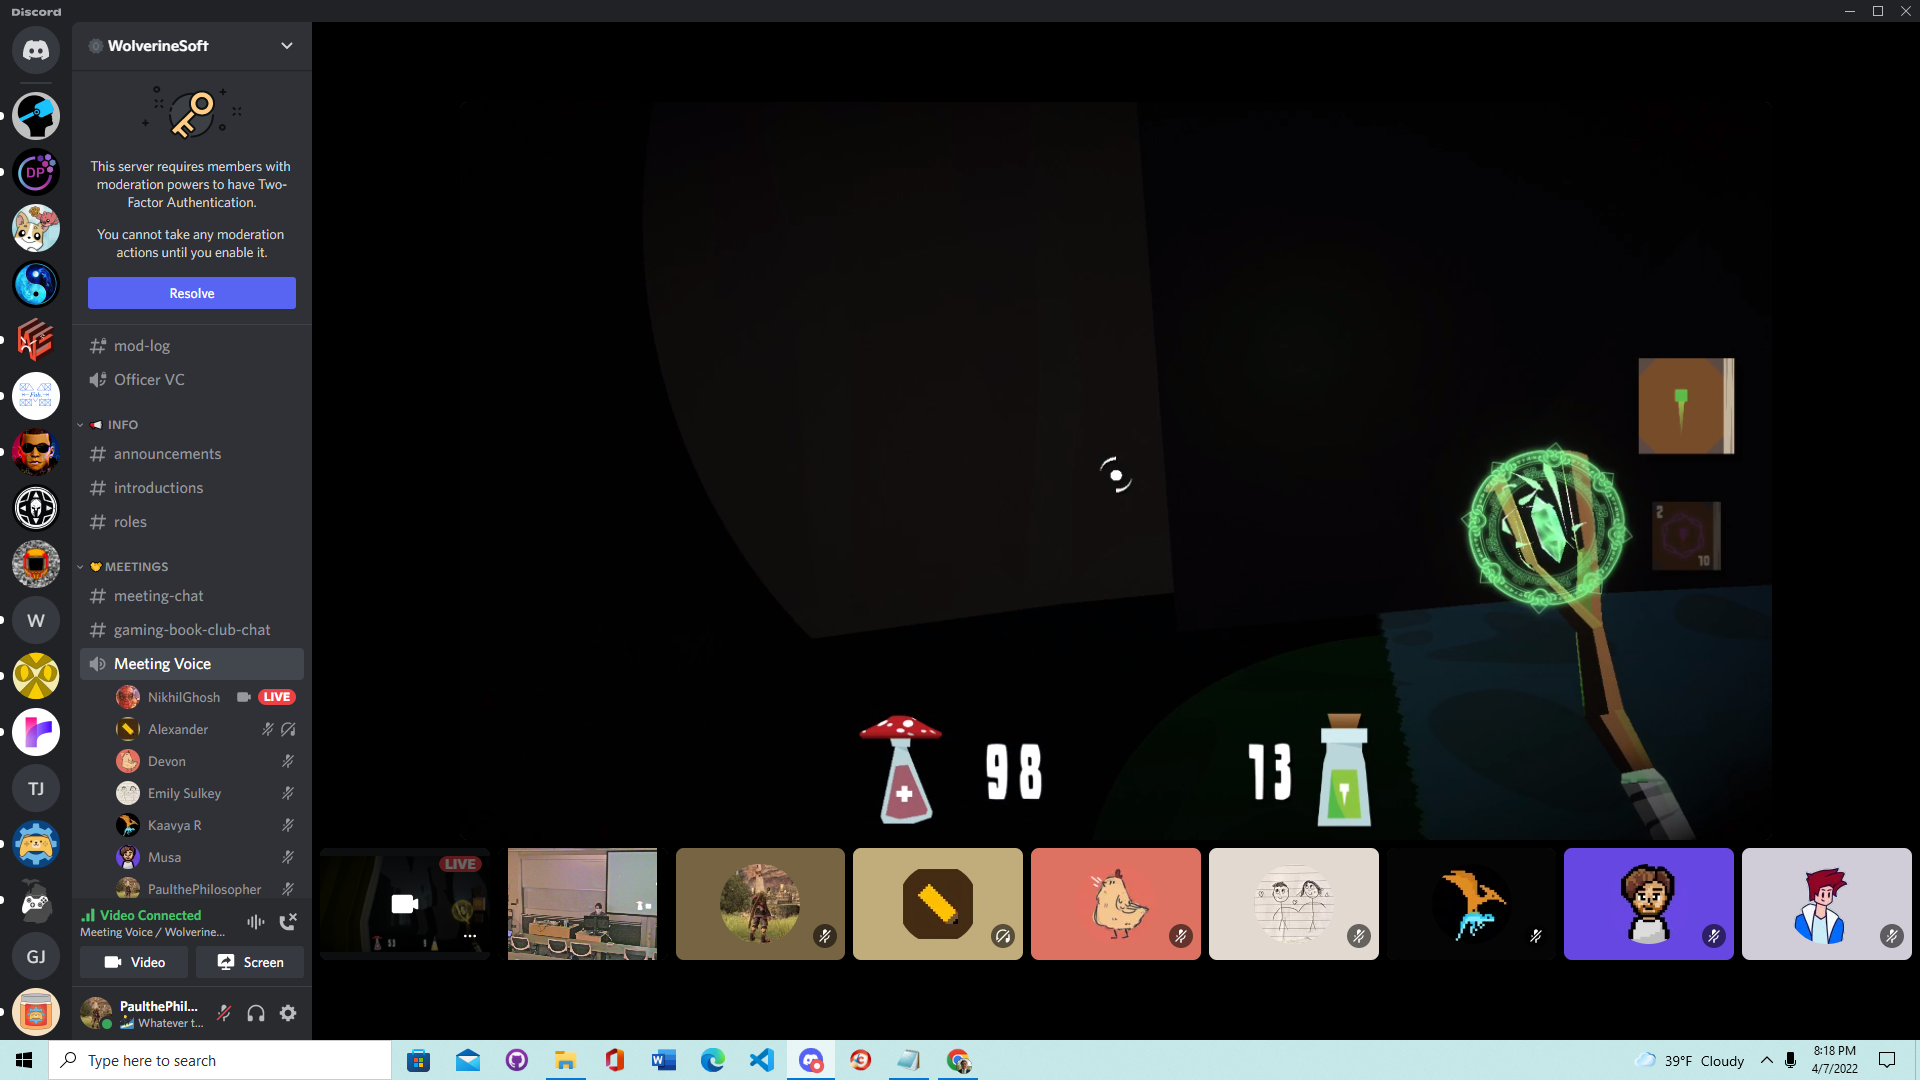 Discord
WolverineSoft
This server requires members with
moderation powers to have Two-
Factor Authentication.
You cannot take any moderation
actions until you enable it.
Resolve
mod-log
Officer VC
INFO
announcements
introductions
roles
MEETINGS
meeting-chat
gaming-book-club-chat
Meeting Voice
NikhilGhosh LIVE
Alexander
Devon
Emily Sulkey
Kaavya R
Musa
PaulthePhilosopher
Video Connected
Meeting Voice / Wolverine...
Video Screen
PaulthePhil...
Whatever t...
DP
W
TJ
GJ
2
10
98
13
LIVE
Type here to search
39°F Cloudy
8:18 PM
4/7/2022